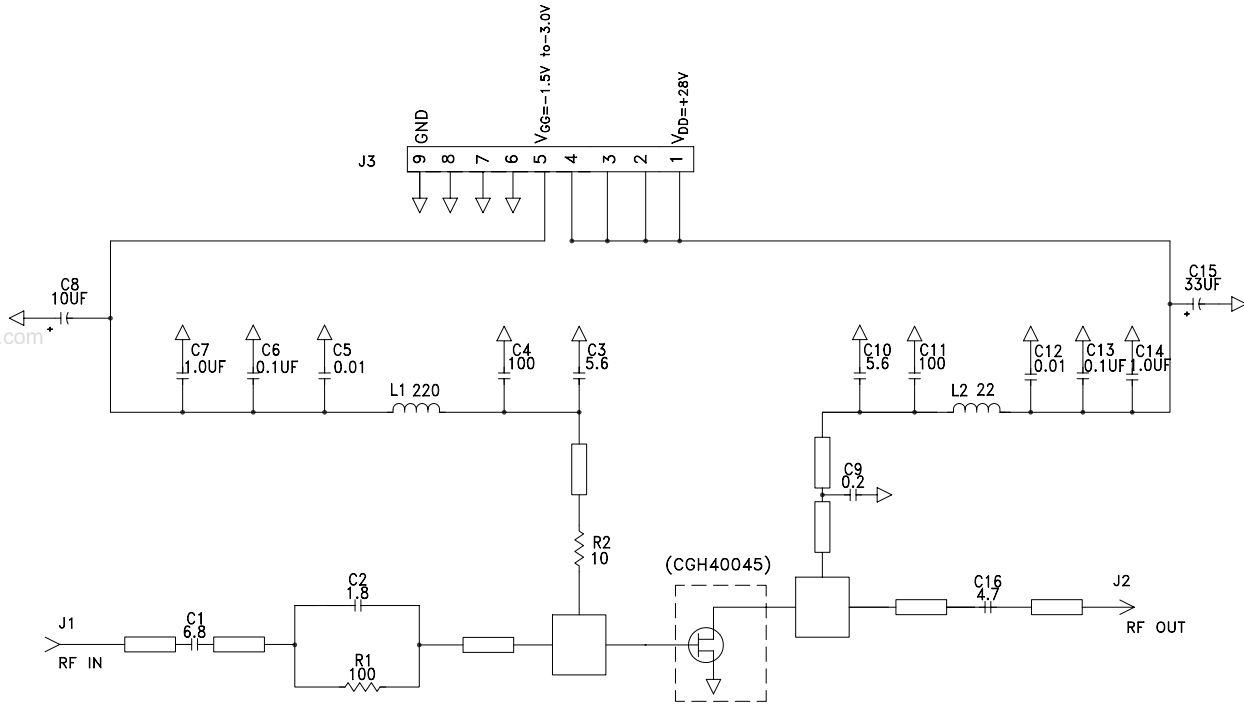 VGG=-1.5V to-3.0V
VDD=+28V
GND
J3
9 8 7 6 5 4 3 2 1
C8
10UF
C15
33UF
.com
C7
1.0UF
C6
0.1UF
C5
0.01
C4
100
C3
5.6
C10
5.6
C11
100
C12
0.01
C13
0.1UF
C14
1.0UF
L1 220
L2 22
C9
0.2
R2
10
(CGH40045)
C2
1.8
C16
4.7
J2
RF OUT
J1
RF IN
C1
6.8
R1
100